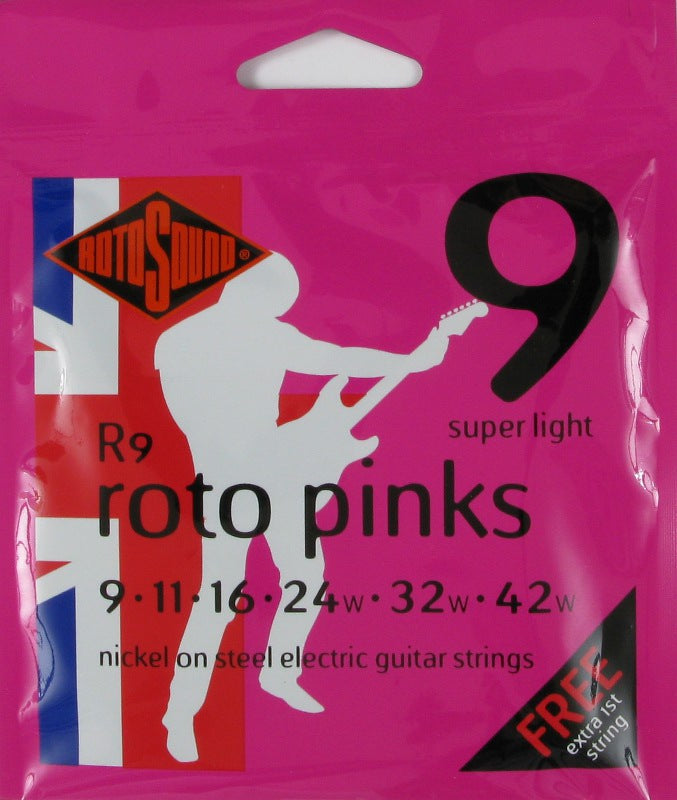 ROTOSOUND®
9
super light
R9
roto pinks
9·11·16·24w·32w·42w
nickel on steel electric guitar strings
FREE
extra 1st
string